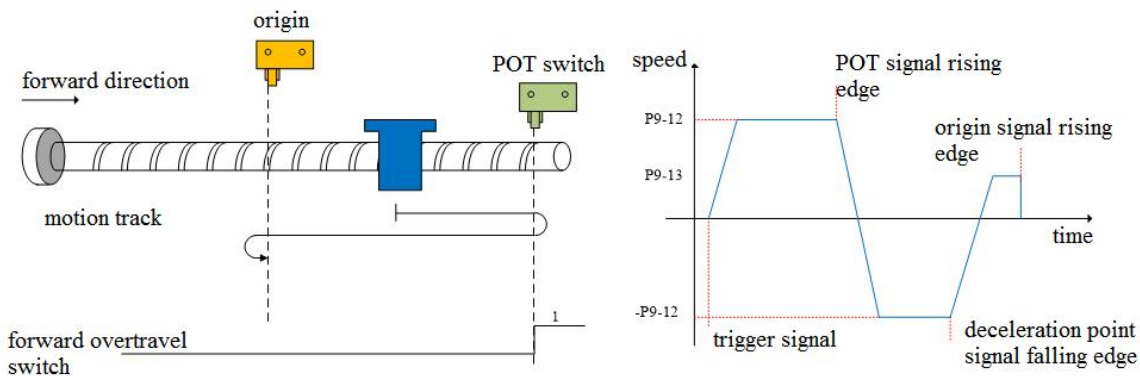 origin
forward direction
POT switch
motion track
1
forward overtravel
switch
speed
POT signal rising
edge
P9-12
origin signal rising
edge
P9-13
time
-P9-12
trigger signal
deceleration point
signal falling edge